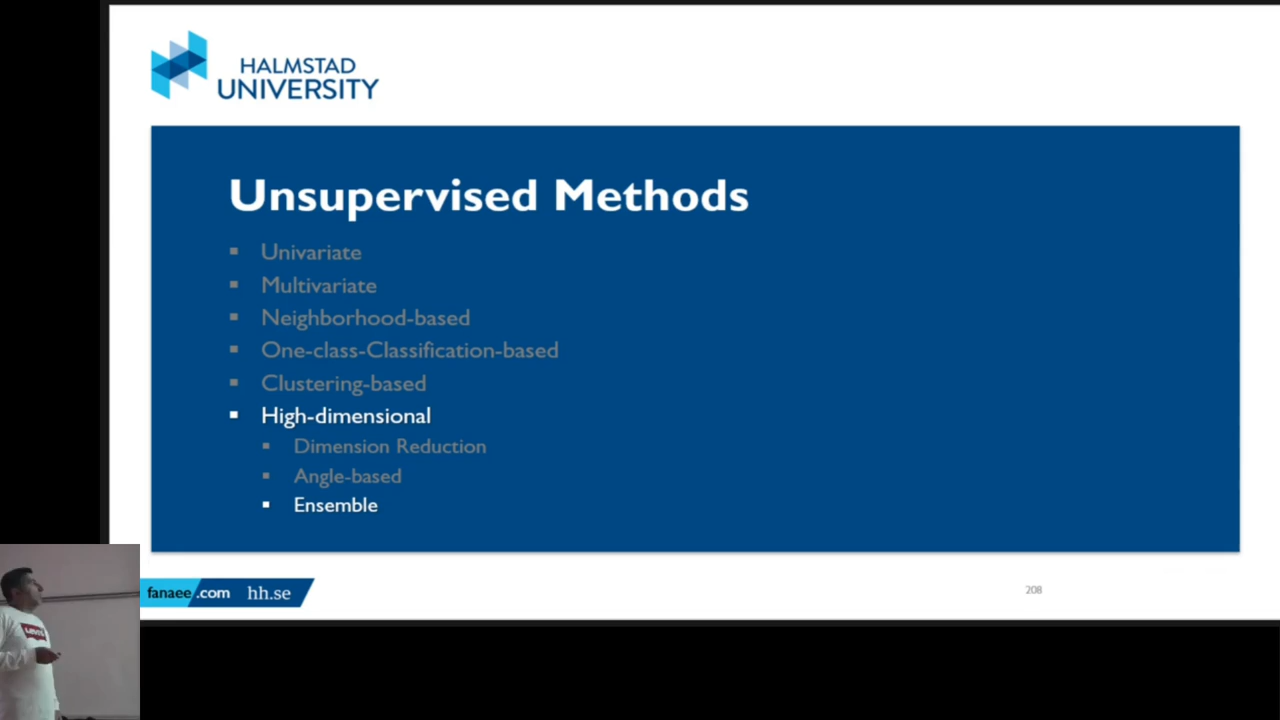 HALMSTAD
UNIVERSITY
Unsupervised Methods
▪ Univariate
▪ Multivariate
▪ Neighborhood-based
▪ One-class-Classification-based
▪ Clustering-based
▪ High-dimensional
▪ Dimension Reduction
▪ Angle-based
▪ Ensemble
fanaee.com hh.se
208
Levi's